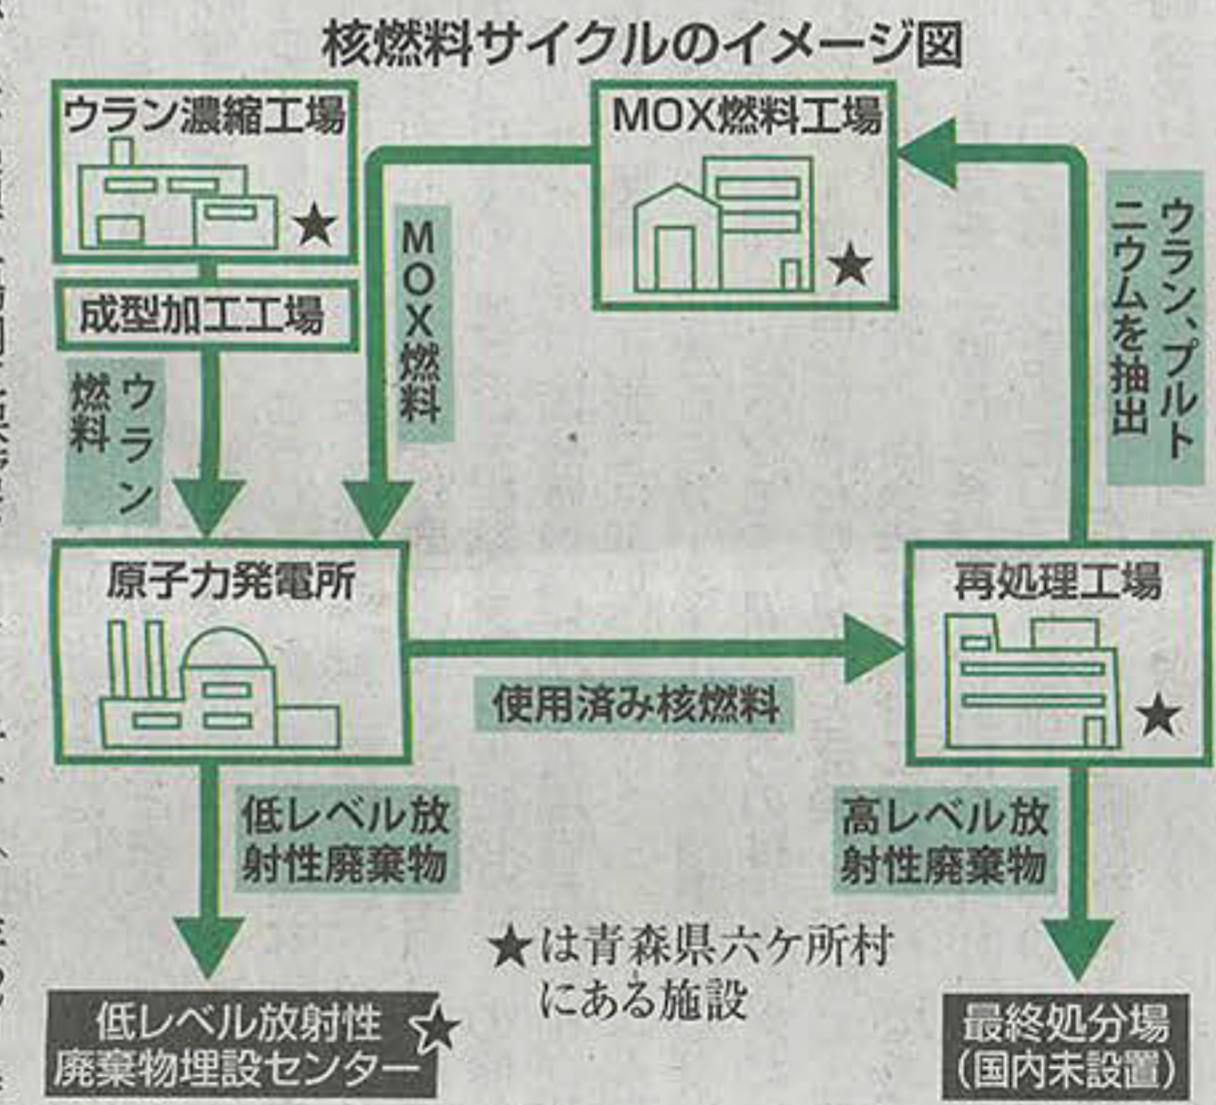 核燃料サイクルのイメージ図
ウラン濃縮工場
★
成型加工工場
MOX燃料工場
★
MOX燃料
ウラン
燃料
ウラン、プルト
ニウムを抽出
原子力発電所
再処理工場
★
使用済み核燃料
低レベル放
射性廃棄物
高レベル放
射性廃棄物
★は青森県六ケ所村
にある施設
低レベル放射性
廃棄物埋設センター
☆
最終処分場
(国内未設置)